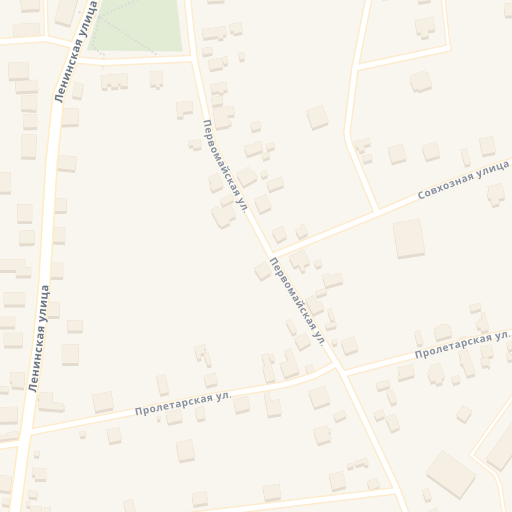 Ленинская улица
Первомайская ул.
Совхозная улица
Первомайская ул.
Ленинская улица
Пролетарская ул.
Пролетарская ул.